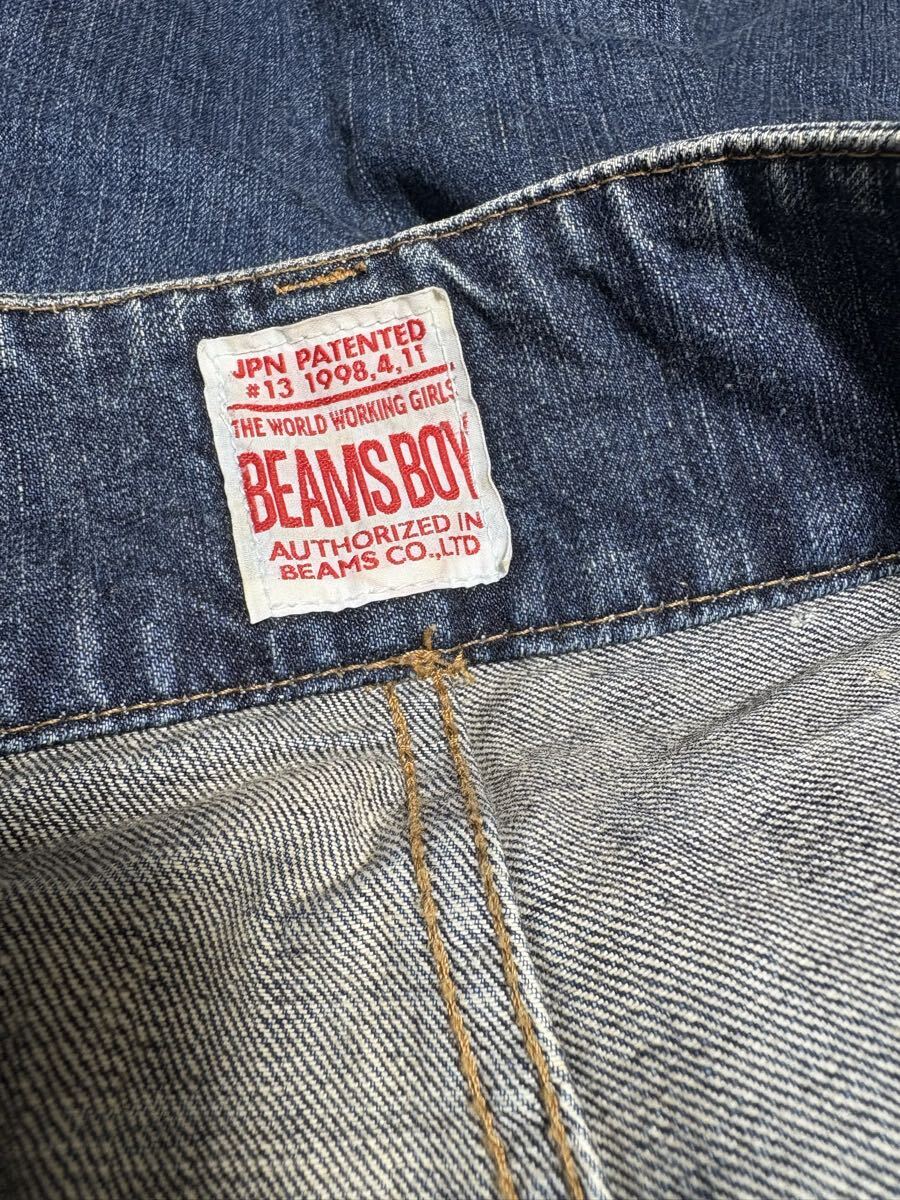 JPN PATENTED
#13 1998,4,11
THE WORLD WORKING GIRLS
BEAMS BOY
AUTHORIZED IN
BEAMS CO.,LTD